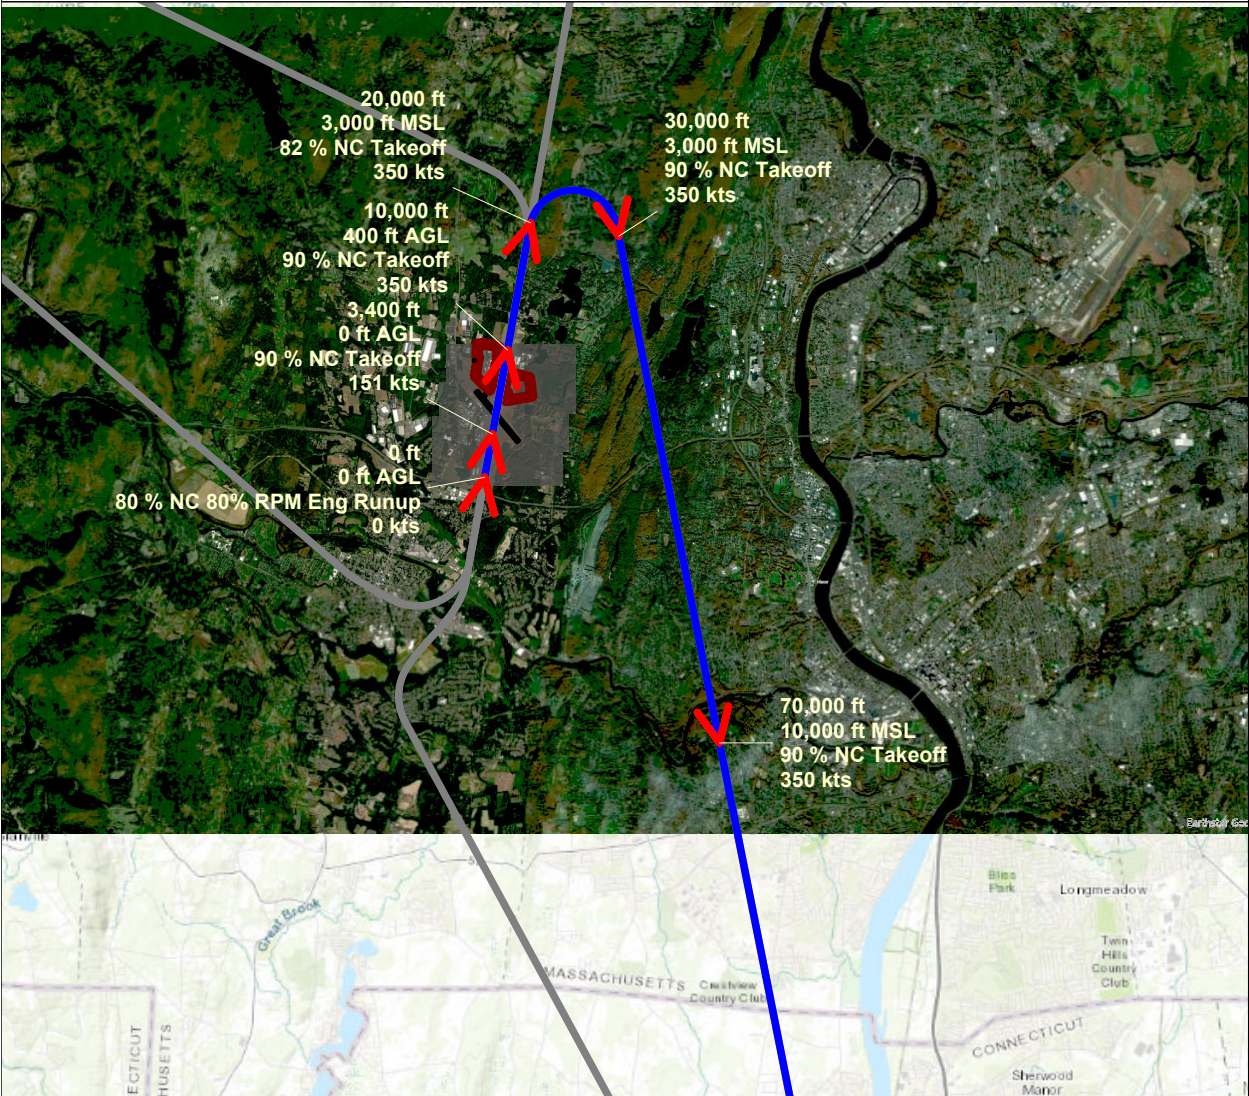 20,000 ft
3,000 ft MSL
82 % NC Takeoff
350 kts
30,000 ft
3,000 ft MSL
90 % NC Takeoff
350 kts
10,000 ft
400 ft AGL
90 % NC Takeoff
350 kts
3,400 ft
0 ft AGL
90 % NC Takeoff
151 kts
0 ft
0 ft AGL
80 % NC 80% RPM Eng Runup
0 kts
70,000 ft
10,000 ft MSL
90 % NC Takeoff
350 kts
Earthstar Geo
Bliss
Park
Longmeadow
Great Brook
Twin
Hills
Country
Club
MASSACHUSETTS
Crestview
Country Club
ECTICUT
HUSETTS
CONNECTICUT
Sherwood
Manor